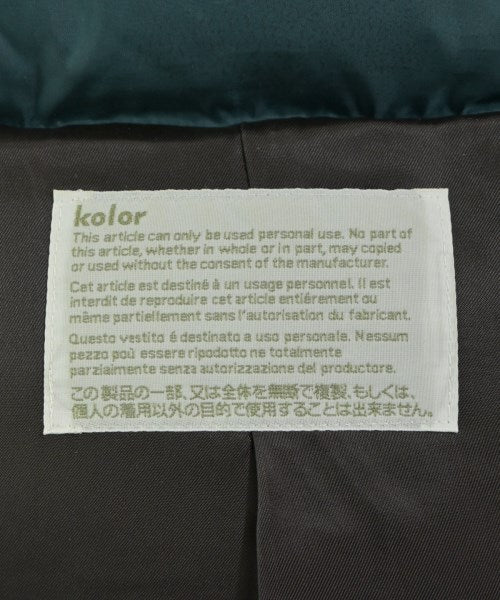 kolor
This article can only be used personal use. No part of
this article, whether in whole or in part, may copied
or used without the consent of the manufacturer.
Cet article est destiné à un usage personnel. Il est
interdit de reproduire cet article entiérement ou
même partiellement sans l'autorisation du fabricant.
Questo vestito é destinato a uso personale. Nessum
pezzo poù essere ripodotto ne totalmente
parzialmente senza autorizzazione del productore.
この製品の一部、又は全体を無断で複製、もしくは、
個人の着用以外の目的で使用することは出来ません。